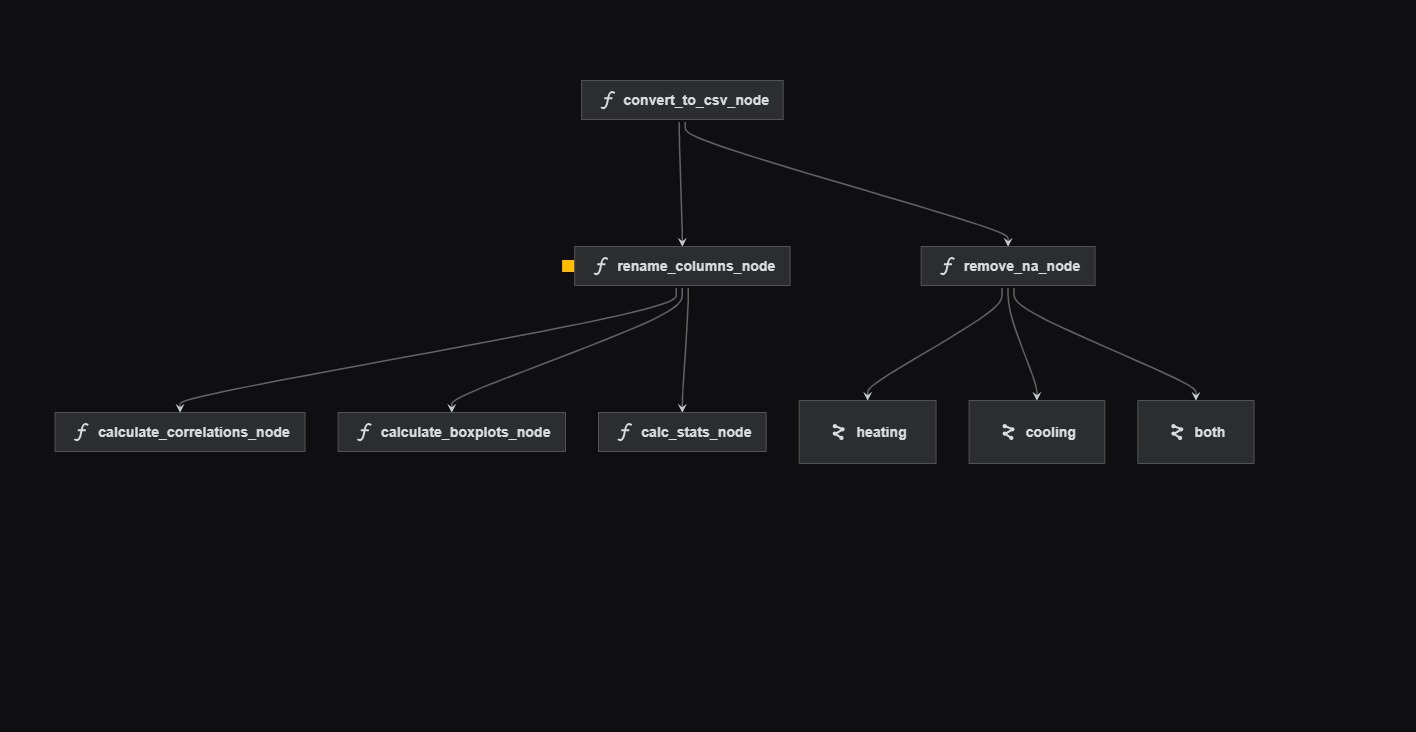 convert_to_csv_node
rename_columns_node
remove_na_node
calculate_correlations_node
calculate_boxplots_node
calc_stats_node
heating
cooling
both